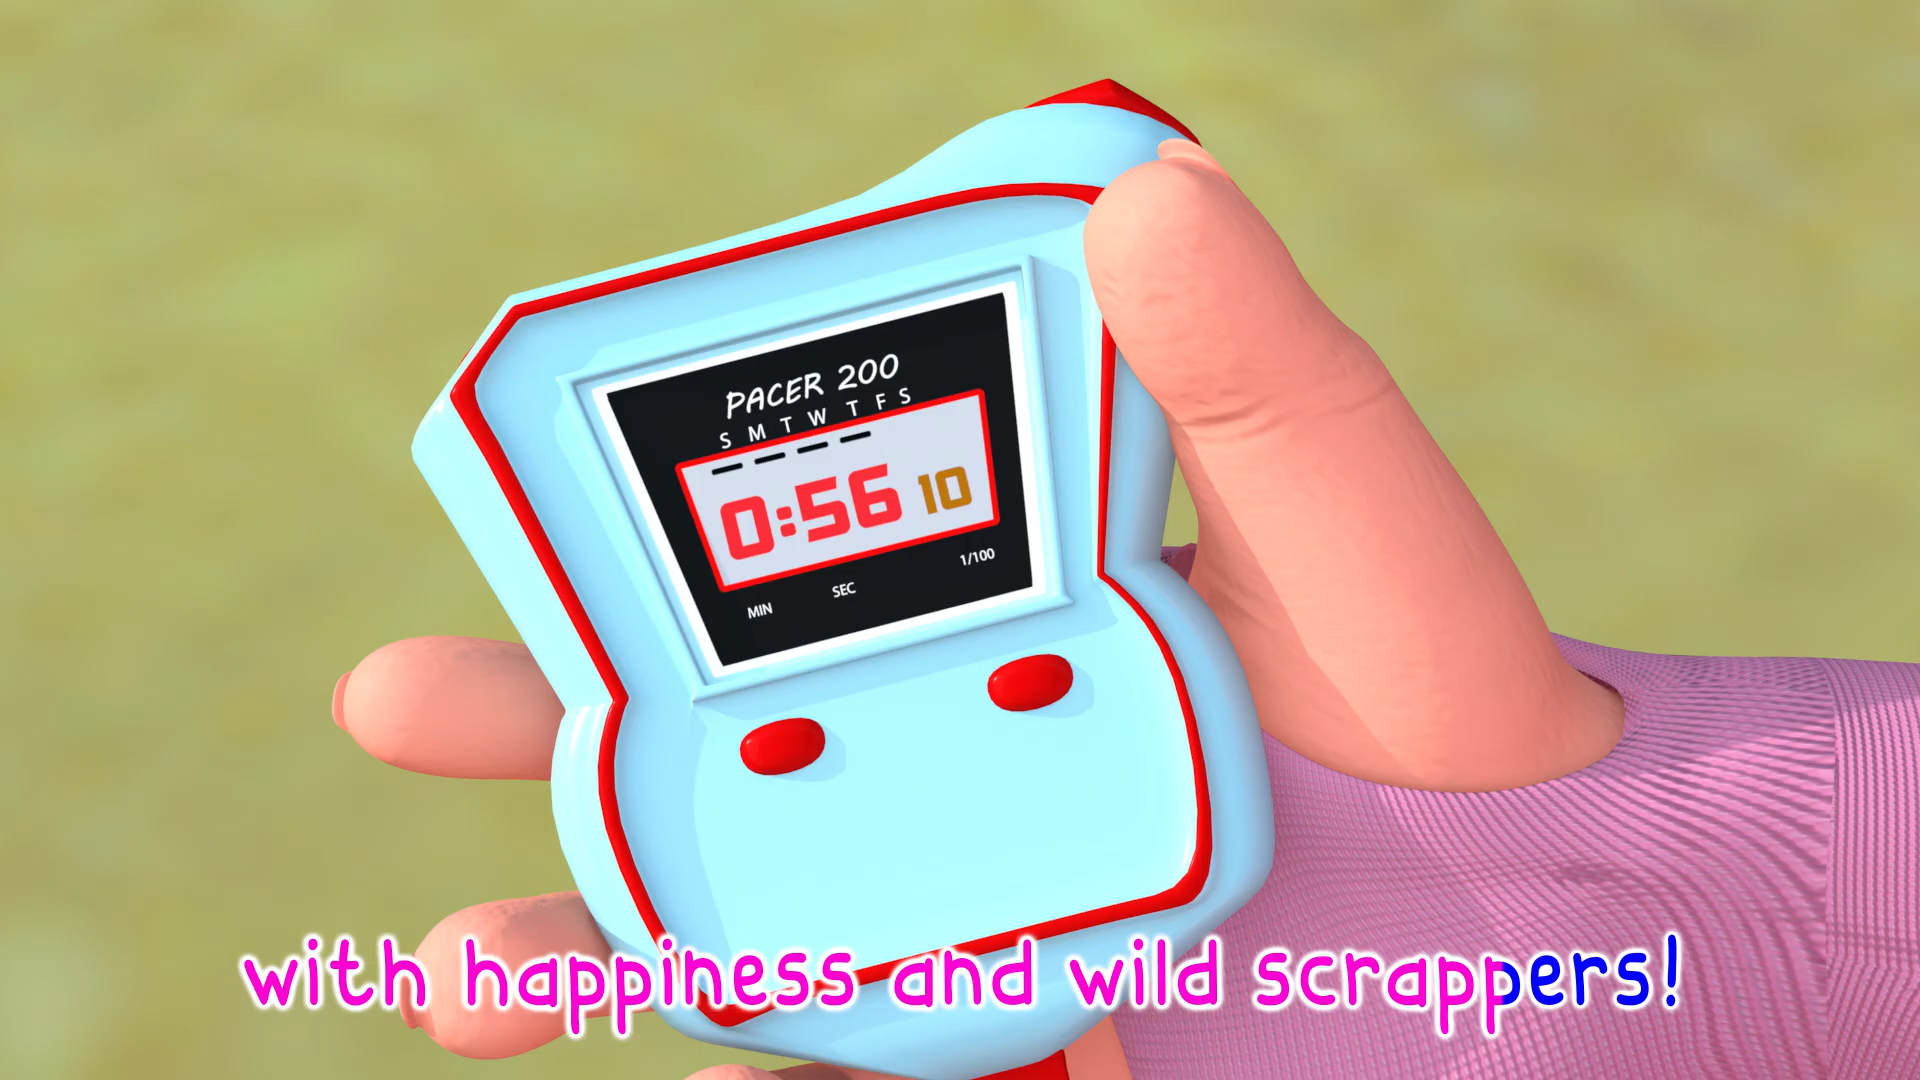 PACER 200
S M T W T F S
0:56 10
MIN SEC 1/100
with happiness and wild scrappers!